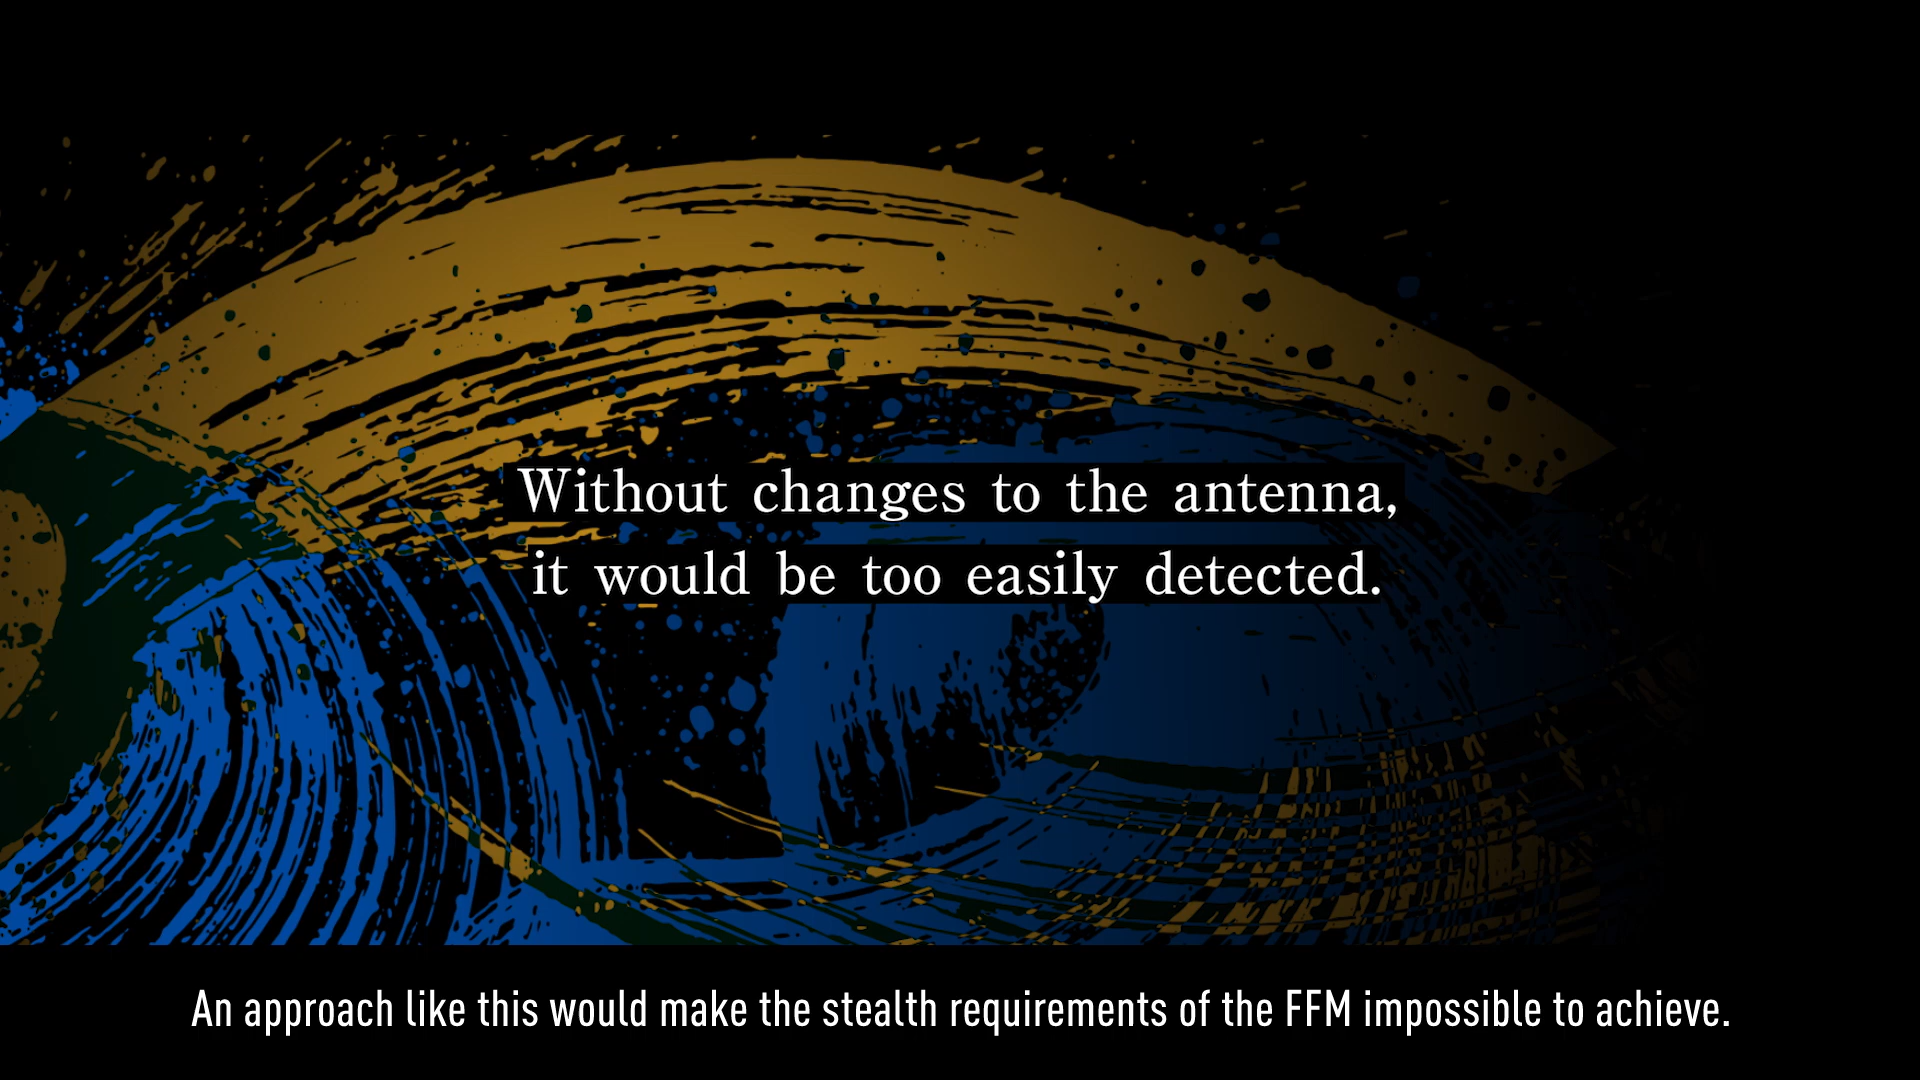 Without changes to the antenna,
it would be too easily detected.
An approach like this would make the stealth requirements of the FFM impossible to achieve.